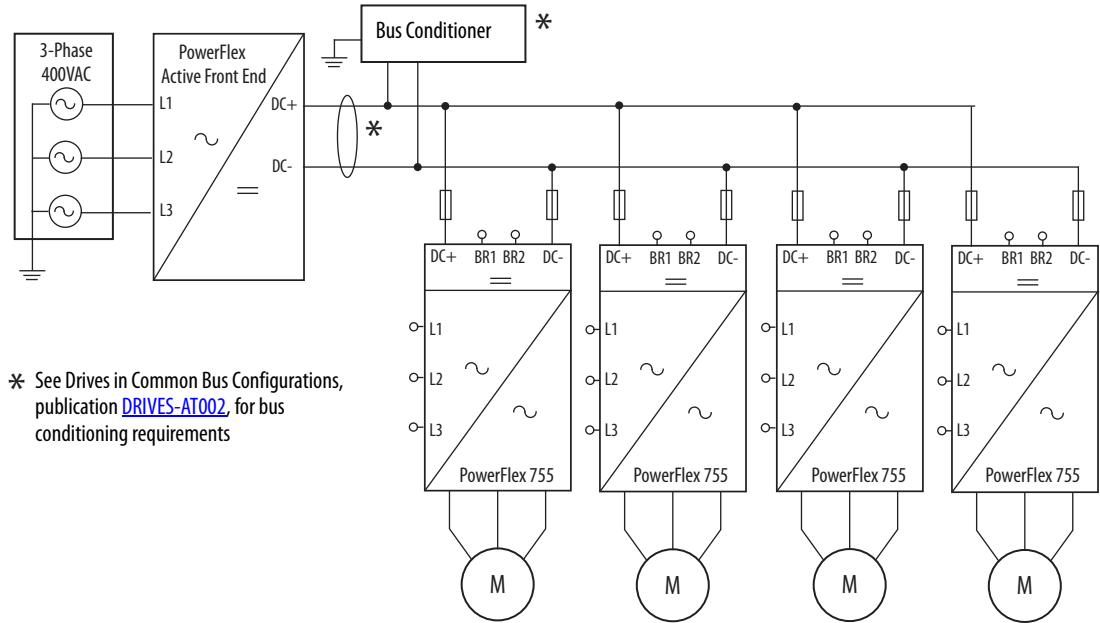 Bus Conditioner *
3-Phase
400VAC
PowerFlex
Active Front End
L1
L2
L3
DC+
DC-
*
DC+ BR1 BR2 DC-
L1
L2
L3
PowerFlex 755
M
DC+ BR1 BR2 DC-
L1
L2
L3
PowerFlex 755
M
DC+ BR1 BR2 DC-
L1
L2
L3
PowerFlex 755
M
DC+ BR1 BR2 DC-
L1
L2
L3
PowerFlex 755
M
* See Drives in Common Bus Configurations,
publication DRIVES-AT002, for bus
conditioning requirements